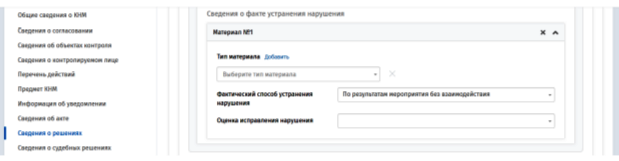 Общие сведения о КНМ
Сведения о согласовании
Сведения об объектах контроля
Сведения о контролируемом лице
Перечень действий
Предмет КНМ
Информация об уведомлении
Сведения об акте
Сведения о решениях
Сведения о судебных решениях
Сведения о факте устранения нарушения
Материал №1
Тип материала Добавить
Выберите тип материала
Фактический способ устранения нарушения
По результатам мероприятия без взаимодействия
Оценка исправления нарушения